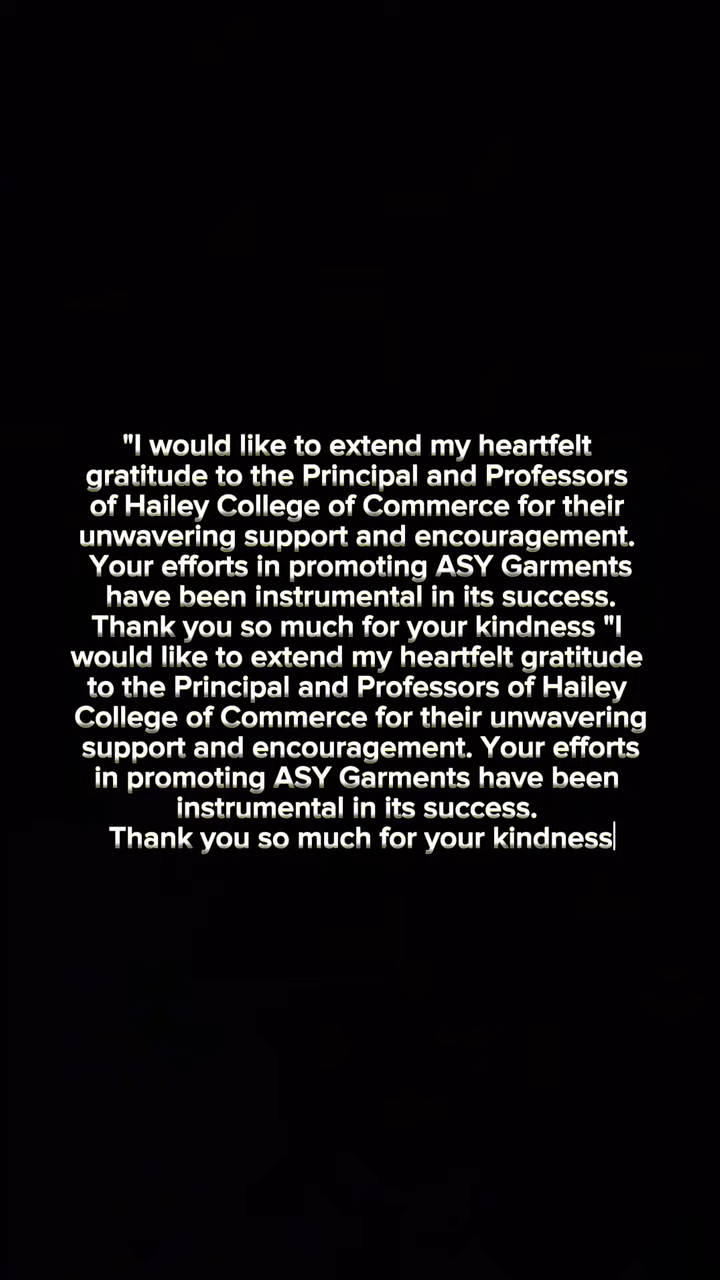 "I would like to extend my heartfelt
gratitude to the Principal and Professors
of Hailey College of Commerce for their
unwavering support and encouragement.
Your efforts in promoting ASY Garments
have been instrumental in its success.
Thank you so much for your kindness "I
would like to extend my heartfelt gratitude
to the Principal and Professors of Hailey
College of Commerce for their unwavering
support and encouragement. Your efforts
in promoting ASY Garments have been
instrumental in its success.
Thank you so much for your kindness